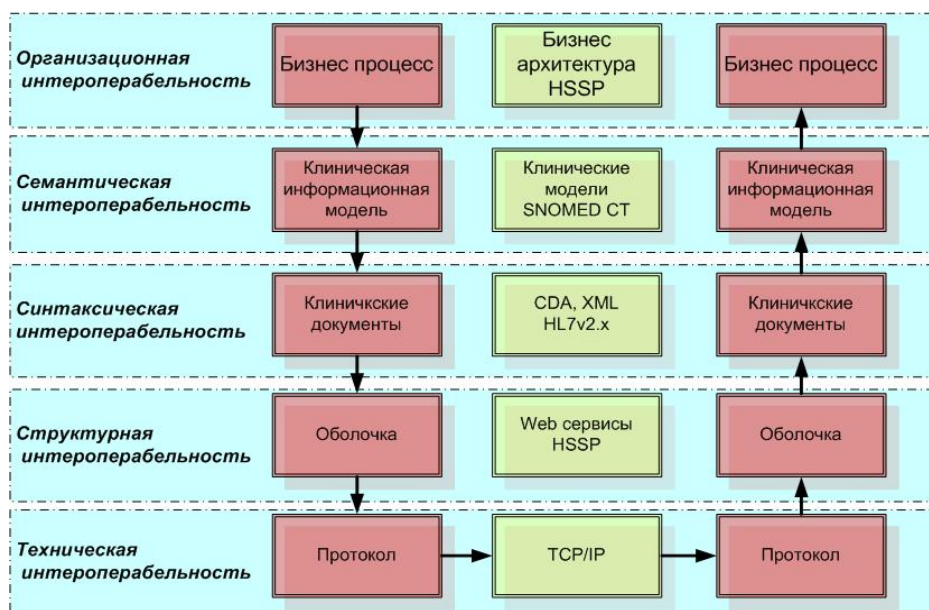 Организационная
интероперабельность
Бизнес процесс
Бизнес
архитектура
HSSP
Бизнес процесс
Семантическая
интероперабельность
Клиническая
информационная
модель
Клинические
модели
SNOMED CT
Клиническая
информационная
модель
Синтаксическая
интероперабельность
Клиничкские
документы
CDA, XML
HL7v2.x
Клиничкские
документы
Структурная
интероперабельность
Оболочка
Web сервисы
HSSP
Оболочка
Техническая
интероперабельность
Протокол
TCP/IP
Протокол